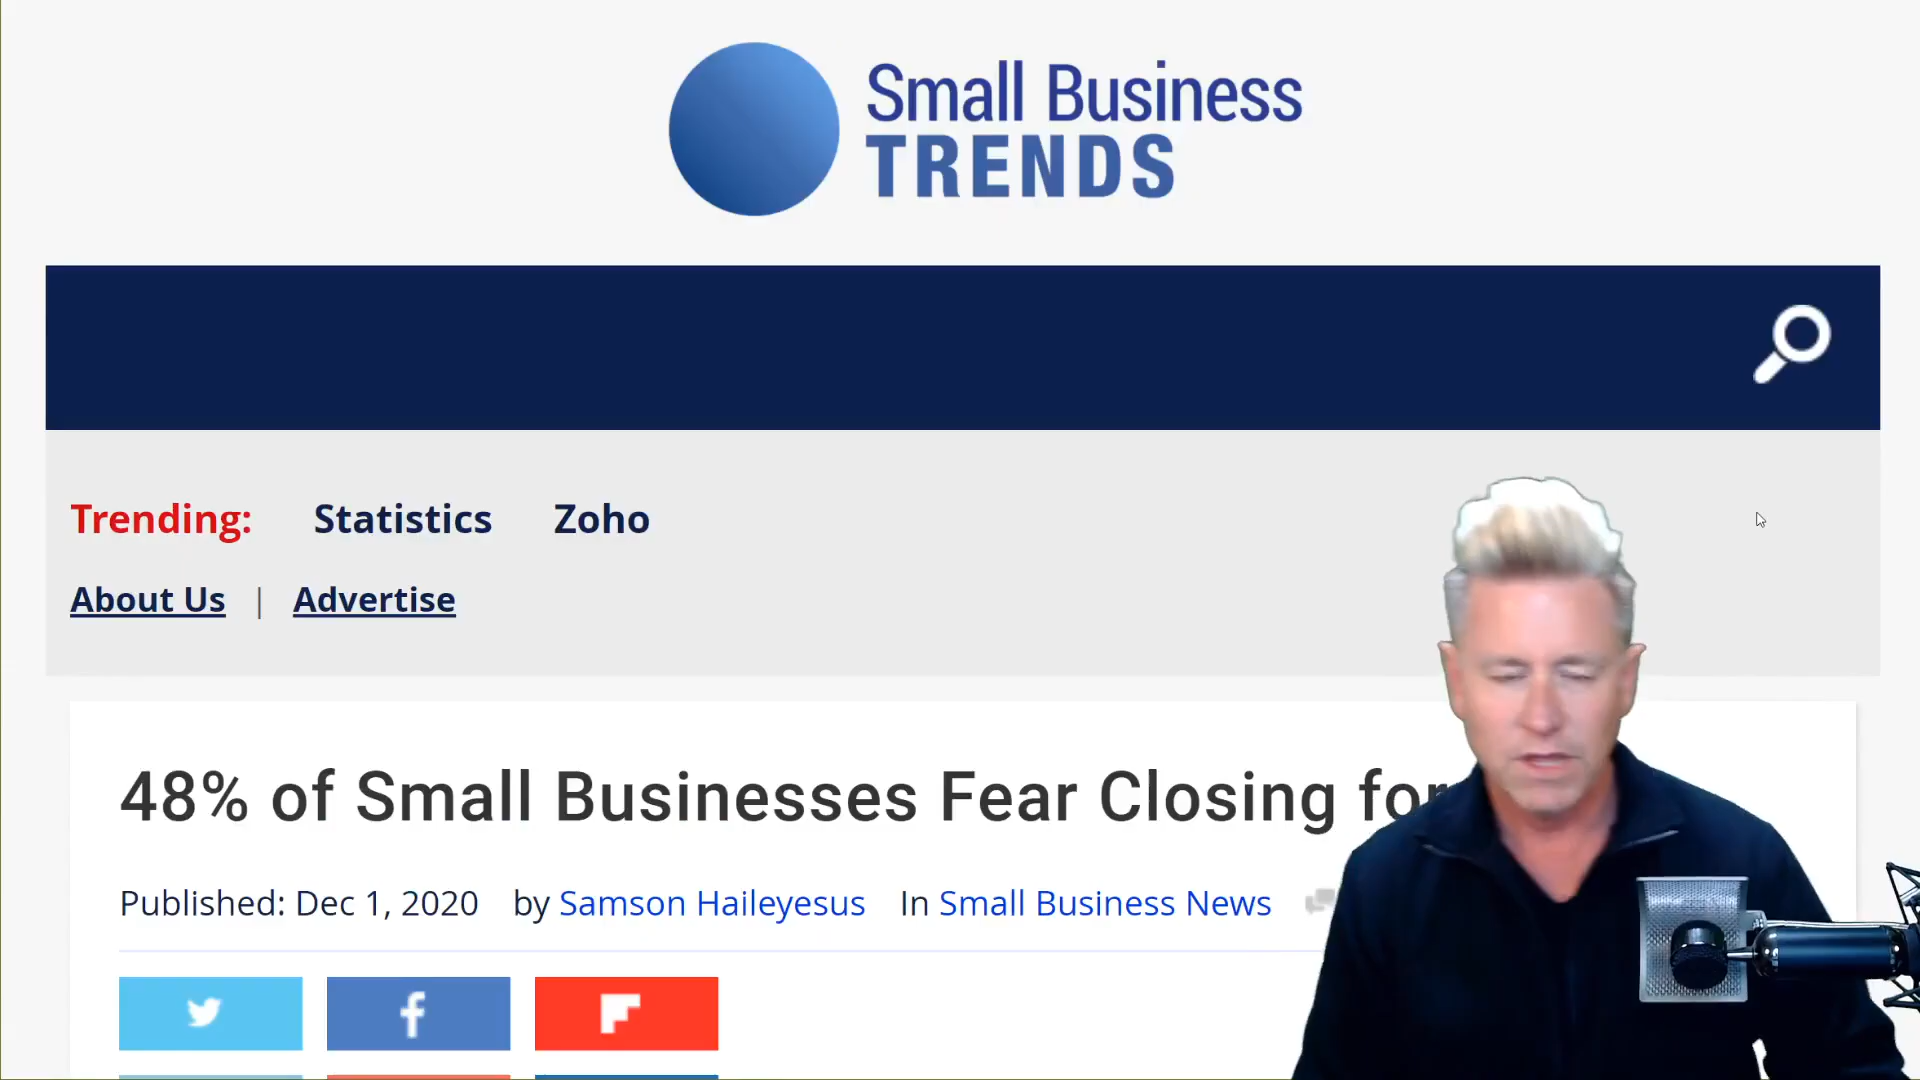 Small Business
TRENDS
Trending: Statistics Zoho
About Us | Advertise
48% of Small Businesses Fear Closing for
Published: Dec 1, 2020 by Samson Haileyesus In Small Business News